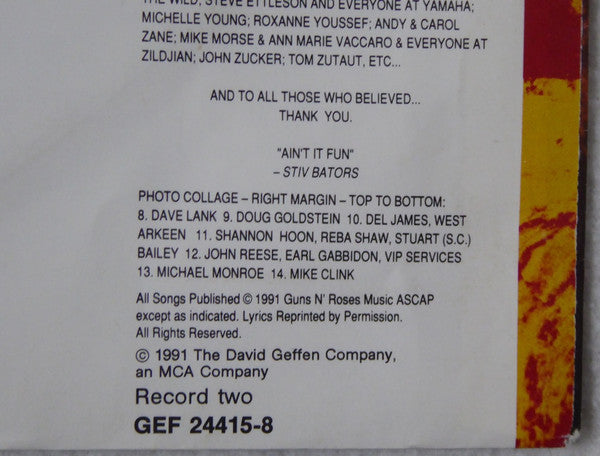 THE WILD; STEVE ETTLESON AND EVERYONE AT YAMAHA;
MICHELLE YOUNG; ROXANNE YOUSSEF; ANDY & CAROL
ZANE; MIKE MORSE & ANN MARIE VACCARO & EVERYONE AT
ZILDJIAN; JOHN ZUCKER; TOM ZUTAUT, ETC...
AND TO ALL THOSE WHO BELIEVED...
THANK YOU.
"AIN'T IT FUN"
– STIV BATORS
PHOTO COLLAGE – RIGHT MARGIN – TOP TO BOTTOM:
8. DAVE LANK 9. DOUG GOLDSTEIN 10. DEL JAMES, WEST
ARKEEN 11. SHANNON HOON, REBA SHAW, STUART (S.C.)
BAILEY 12. JOHN REESE, EARL GABBIDON, VIP SERVICES
13. MICHAEL MONROE 14. MIKE CLINK
All Songs Published © 1991 Guns N' Roses Music ASCAP
except as indicated. Lyrics Reprinted by Permission.
All Rights Reserved.
© 1991 The David Geffen Company,
an MCA Company
Record two
GEF 24415-8